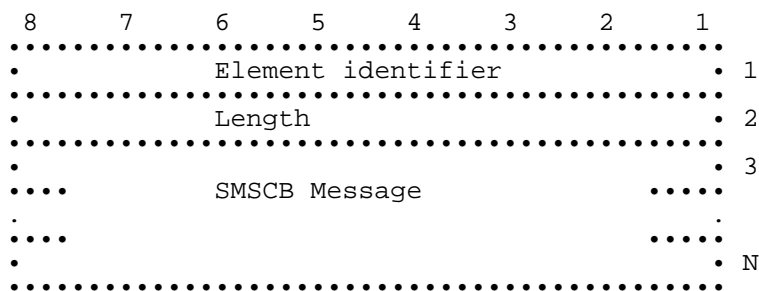 8 7 6 5 4 3 2 1
Element identifier 1
Length 2
3
SMSCB Message
N